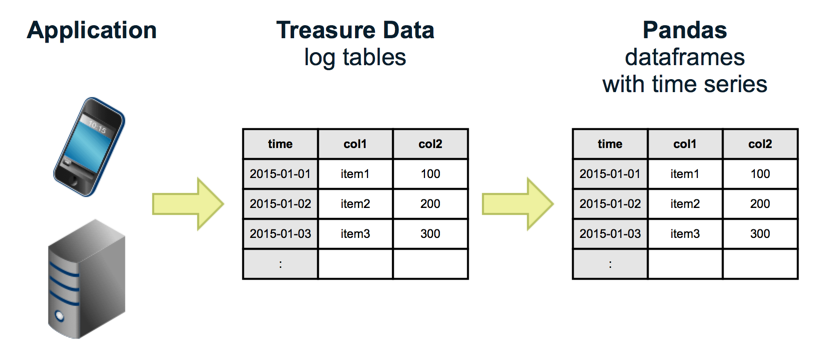 Application
Treasure Data
log tables
Pandas
dataframes
with time series
10:15
time col1 col2
2015-01-01 item1 100
2015-01-02 item2 200
2015-01-03 item3 300
:
time col1 col2
2015-01-01 item1 100
2015-01-02 item2 200
2015-01-03 item3 300
: